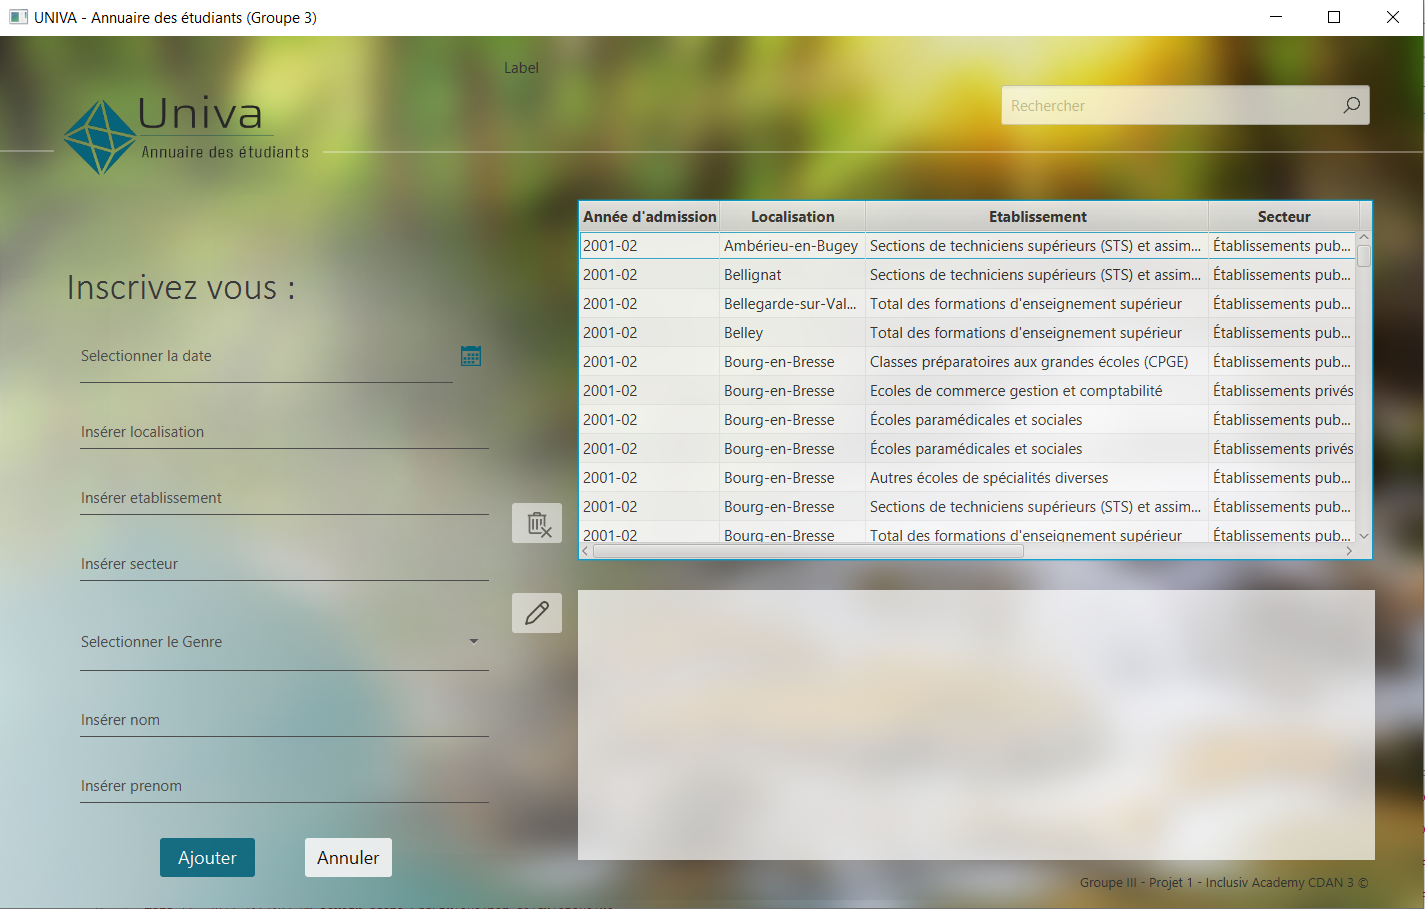 UNIVA - Annuaire des étudiants (Groupe 3)
Label
Univa
Annuaire des étudiants
Rechercher
Inscrivez vous :
Selectionner la date
Insérer localisation
Insérer etablissement
Insérer secteur
Selectionner le Genre
Insérer nom
Insérer prenom
Ajouter Annuler
Année d'admission Localisation Etablissement Secteur
2001-02 Ambérieu-en-Bugey Sections de techniciens supérieurs (STS) et assim... Établissements pub...
2001-02 Bellignat Sections de techniciens supérieurs (STS) et assim... Établissements pub...
2001-02 Bellegarde-sur-Val... Total des formations d'enseignement supérieur Établissements pub...
2001-02 Belley Total des formations d'enseignement supérieur Établissements pub...
2001-02 Bourg-en-Bresse Classes préparatoires aux grandes écoles (CPGE) Établissements pub...
2001-02 Bourg-en-Bresse Ecoles de commerce gestion et comptabilité Établissements privés
2001-02 Bourg-en-Bresse Écoles paramédicales et sociales Établissements pub...
2001-02 Bourg-en-Bresse Écoles paramédicales et sociales Établissements privés
2001-02 Bourg-en-Bresse Autres écoles de spécialités diverses Établissements pub...
2001-02 Bourg-en-Bresse Sections de techniciens supérieurs (STS) et assim... Établissements pub...
2001-02 Bourg-en-Bresse Total des formations d'enseignement supérieur Établissements pub...
Groupe III - Projet 1 - Inclusiv Academy CDAN 3 ©